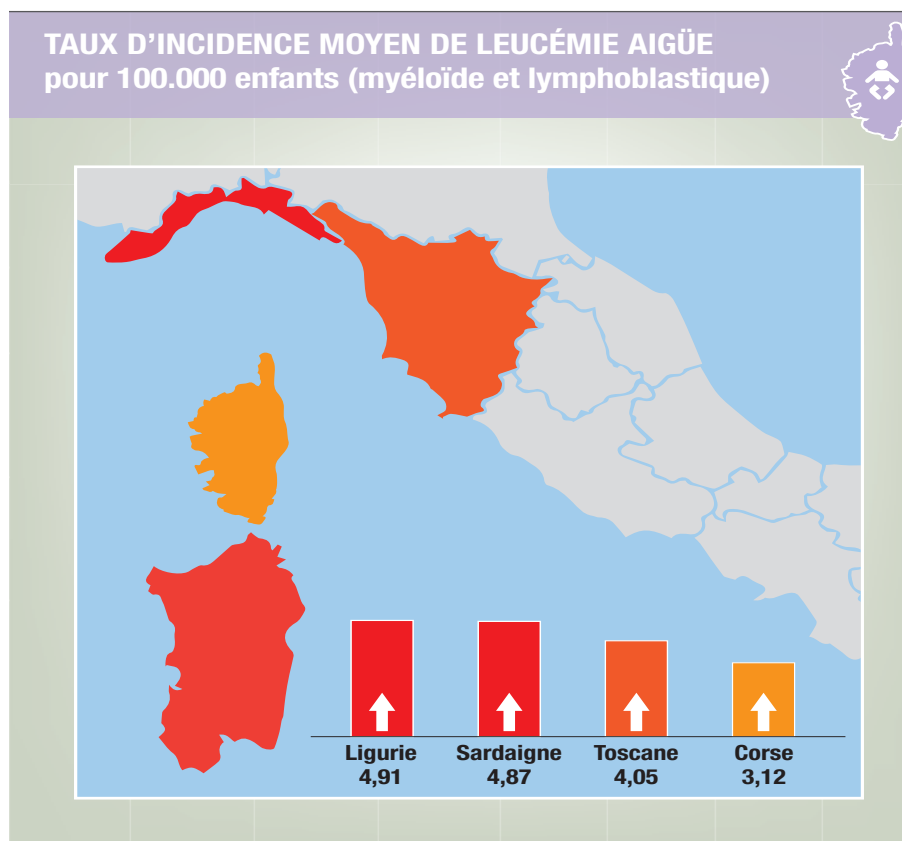 TAUX D'INCIDENCE MOYEN DE LEUCÉMIE AIGÜE
pour 100.000 enfants (myéloïde et lymphoblastique)
Ligurie Sardaigne Toscane Corse
4,91 4,87 4,05 3,12